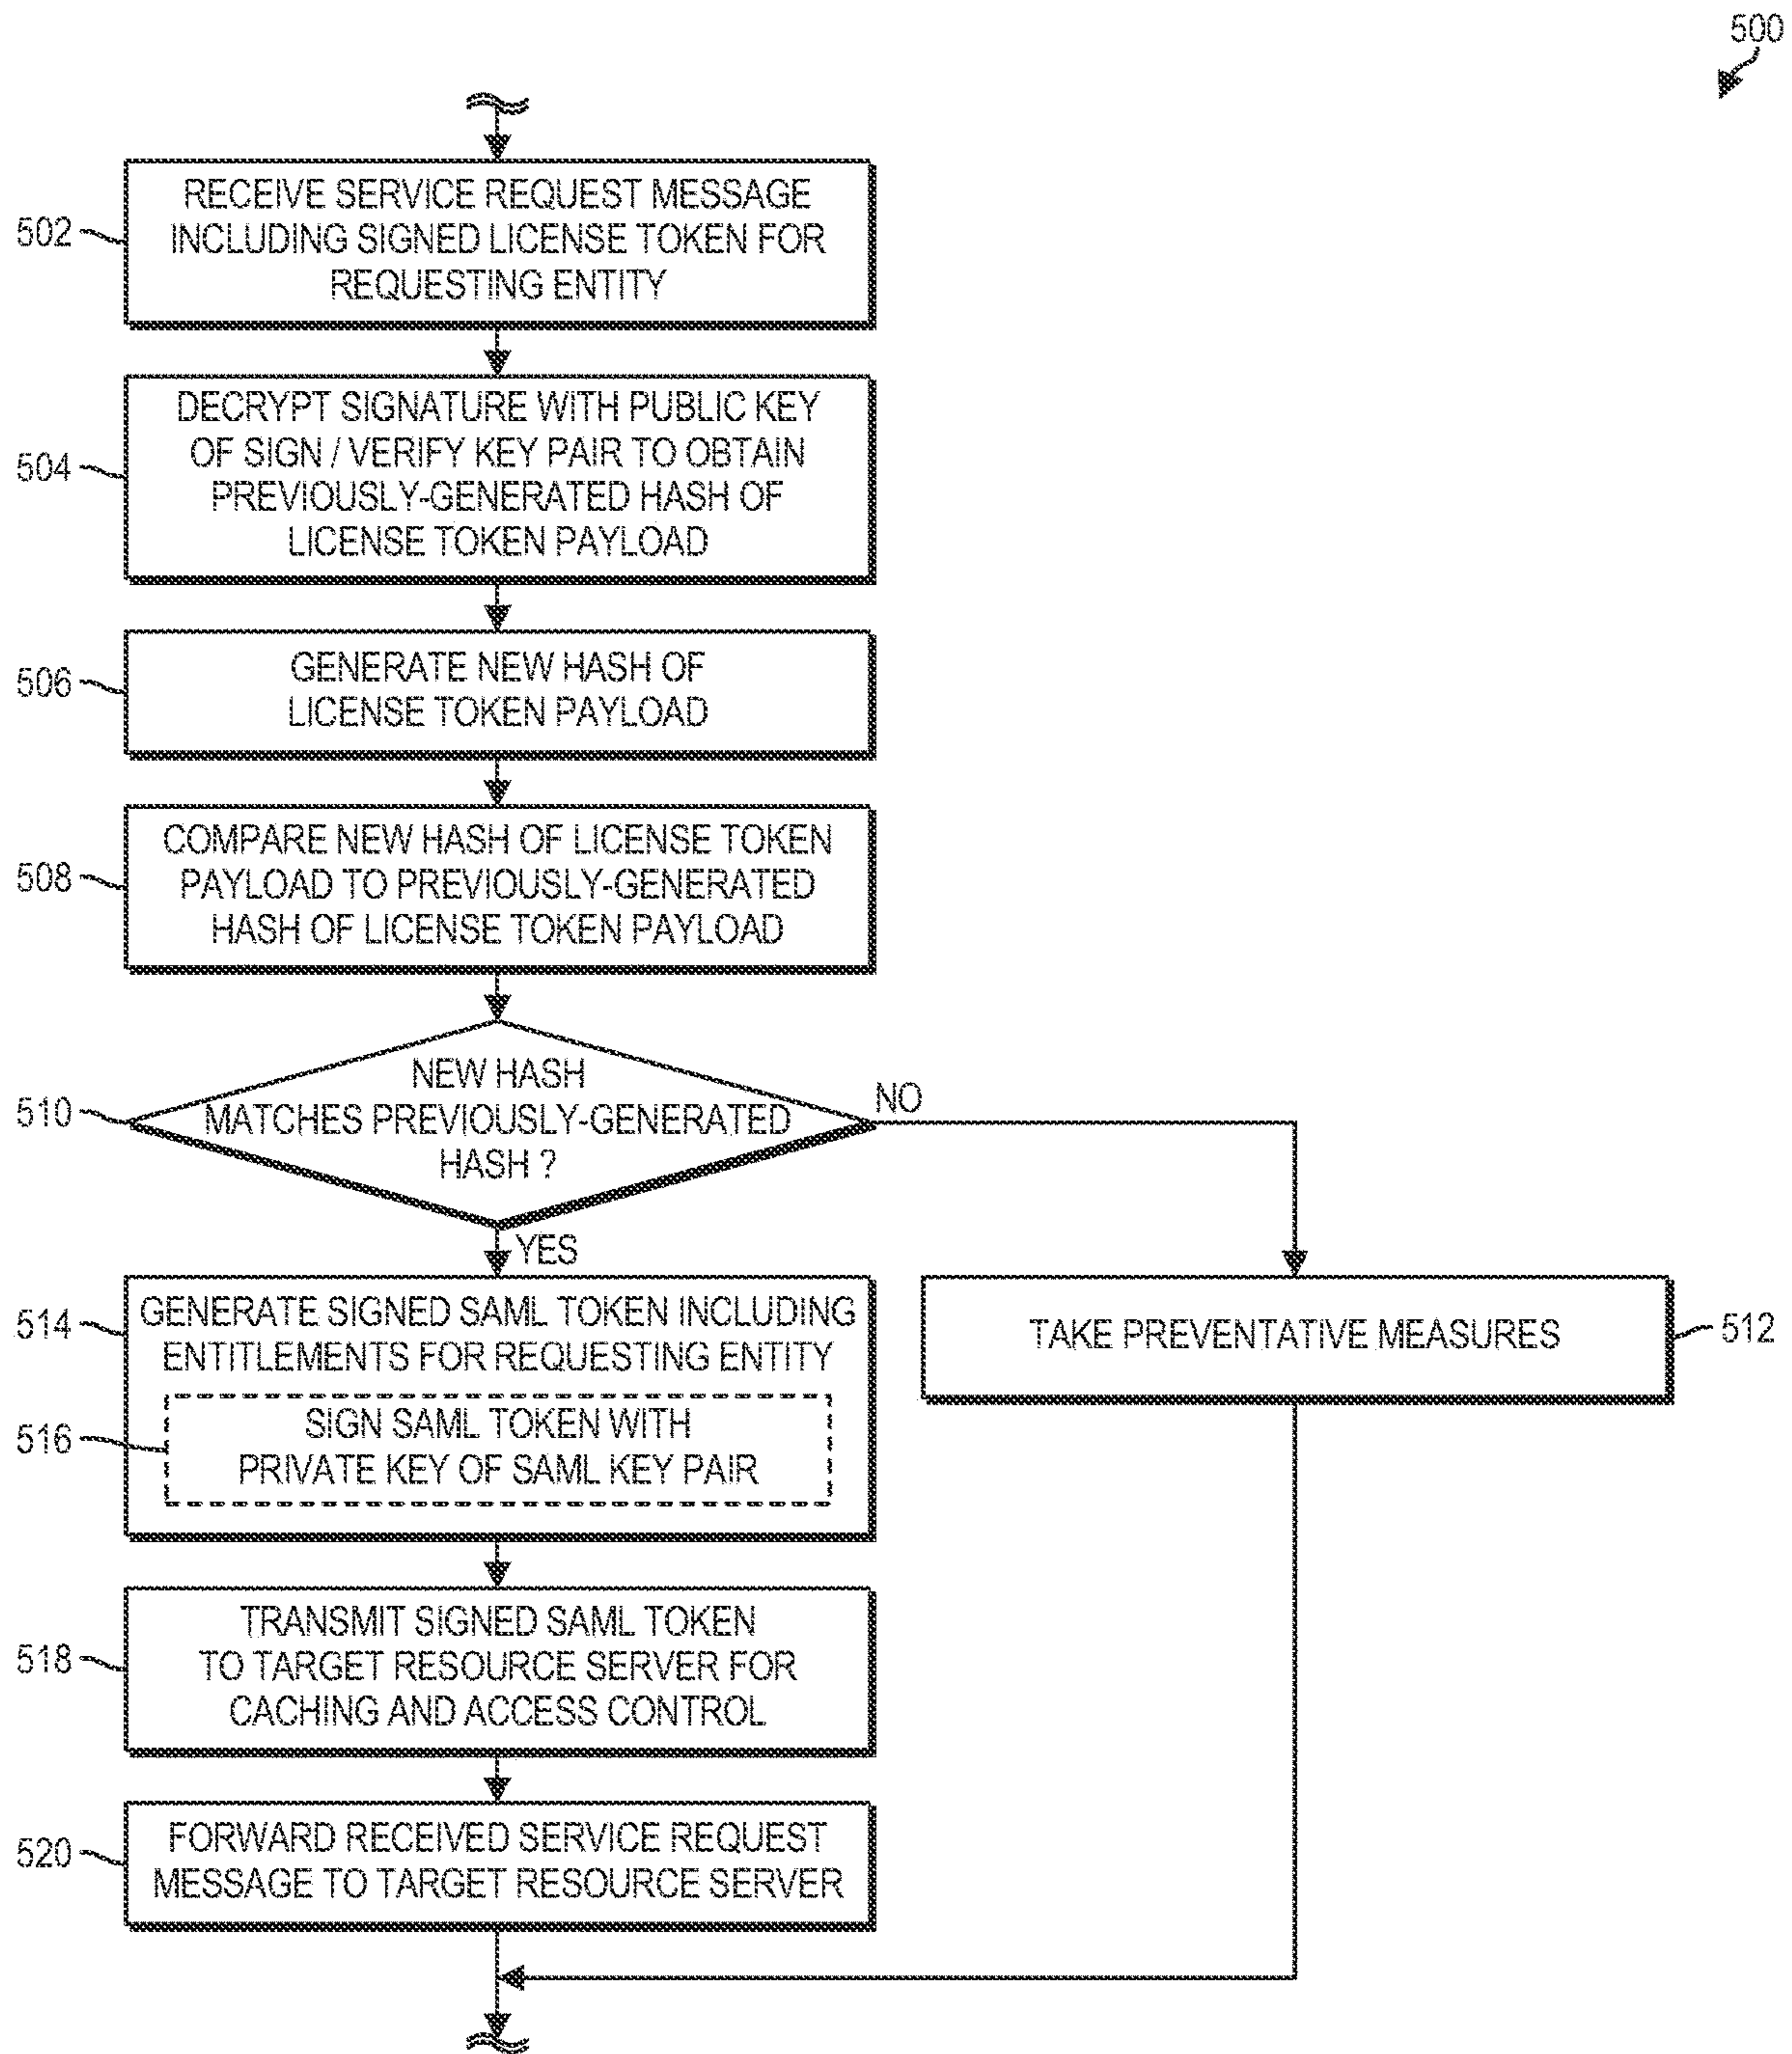 500
RECEIVE SERVICE REQUEST MESSAGE
INCLUDING SIGNED LICENSE TOKEN FOR
REQUESTING ENTITY
502
DECRYPT SIGNATURE WITH PUBLIC KEY
OF SIGN / VERIFY KEY PAIR TO OBTAIN
PREVIOUSLY-GENERATED HASH OF
LICENSE TOKEN PAYLOAD
504
GENERATE NEW HASH OF
LICENSE TOKEN PAYLOAD
506
COMPARE NEW HASH OF LICENSE TOKEN
PAYLOAD TO PREVIOUSLY-GENERATED
HASH OF LICENSE TOKEN PAYLOAD
508
NEW HASH
MATCHES PREVIOUSLY-GENERATED
HASH ?
510
NO
YES
GENERATE SIGNED SAML TOKEN INCLUDING
ENTITLEMENTS FOR REQUESTING ENTITY
514
SIGN SAML TOKEN WITH
PRIVATE KEY OF SAML KEY PAIR
516
TAKE PREVENTATIVE MEASURES
512
TRANSMIT SIGNED SAML TOKEN
TO TARGET RESOURCE SERVER FOR
CACHING AND ACCESS CONTROL
518
FORWARD RECEIVED SERVICE REQUEST
MESSAGE TO TARGET RESOURCE SERVER
520